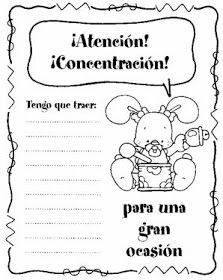 ¡Atención!
¡Concentración!
Tengo que traer:
para una
gran
ocasión